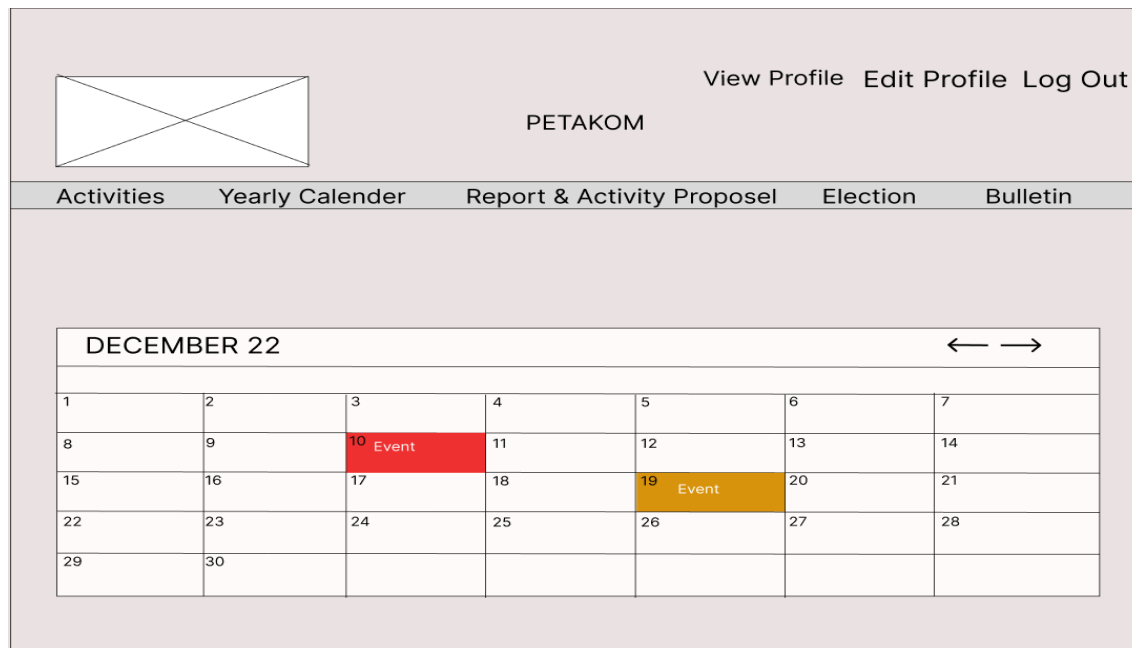 View Profile Edit Profile Log Out
PETAKOM
Activities Yearly Calender Report & Activity Proposel Election Bulletin
DECEMBER 22
1 2 3 4 5 6 7
8 9 10 Event 11 12 13 14
15 16 17 18 19 Event 20 21
22 23 24 25 26 27 28
29 30